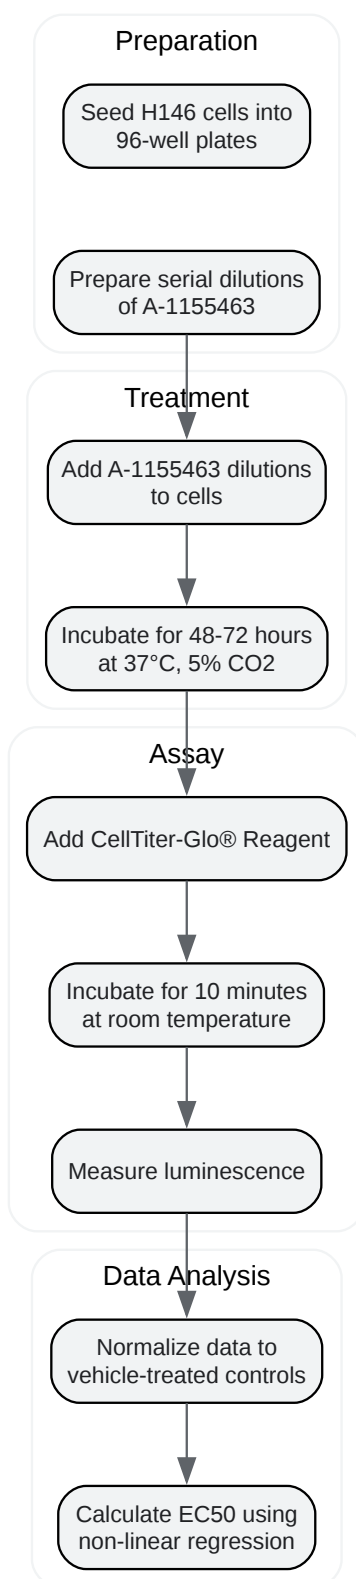 Preparation
Seed H146 cells into
96-well plates
Prepare serial dilutions
of A-1155463
Treatment
Add A-1155463 dilutions
to cells
Incubate for 48-72 hours
at 37°C, 5% CO2
Assay
Add CellTiter-Glo® Reagent
Incubate for 10 minutes
at room temperature
Measure luminescence
Data Analysis
Normalize data to
vehicle-treated controls
Calculate EC50 using
non-linear regression